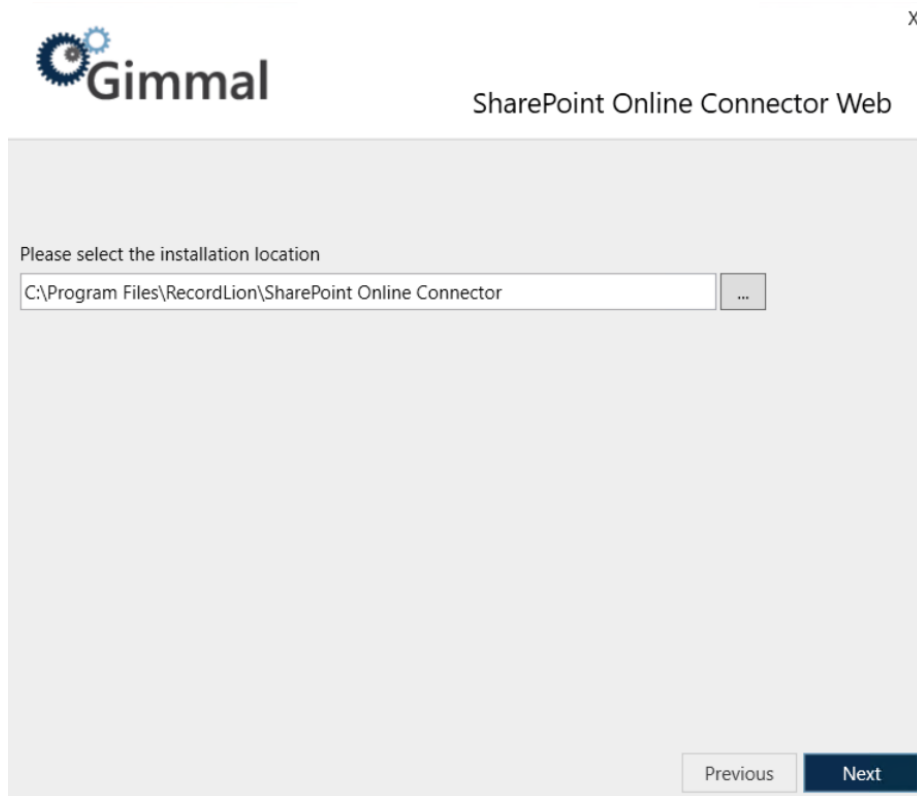 X
Gimmal
SharePoint Online Connector Web
Please select the installation location
C:\Program Files\RecordLion\SharePoint Online Connector
...
Previous
Next